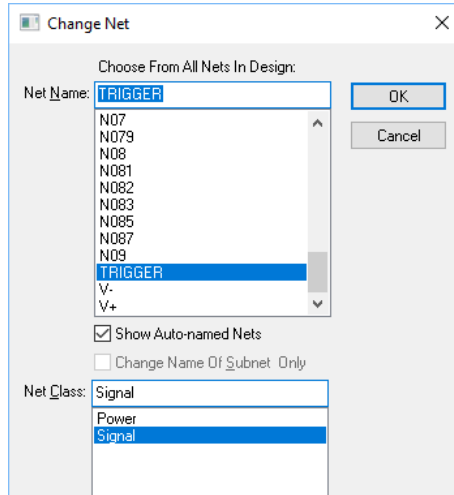 Change Net
Choose From All Nets In Design:
Net Name: TRIGGER
OK
Cancel
N07
N079
N08
N081
N082
N083
N085
N087
N09
TRIGGER
V-
V+
Show Auto-named Nets
Change Name Of Subnet Only
Net Class: Signal
Power
Signal